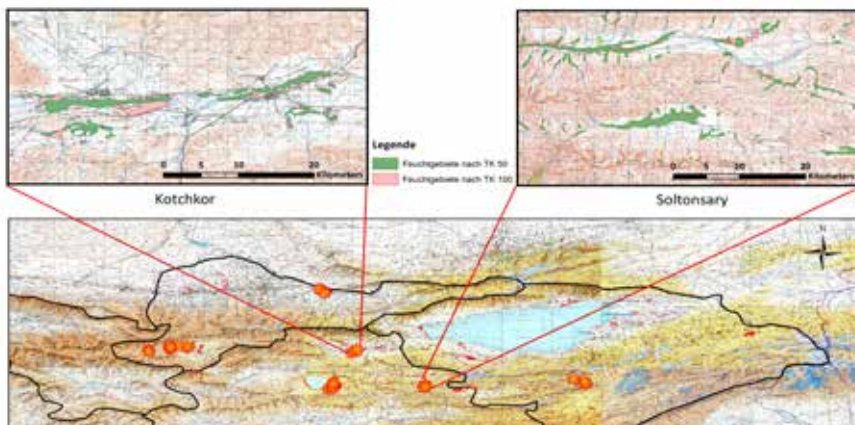 Legende
Feuchtgebiete nach TK 50
Feuchtgebiete nach TK 100
0 5 10 20
Kilometers
0 5 10 20
Kilometers
Kotchkor
Soltonsary
N